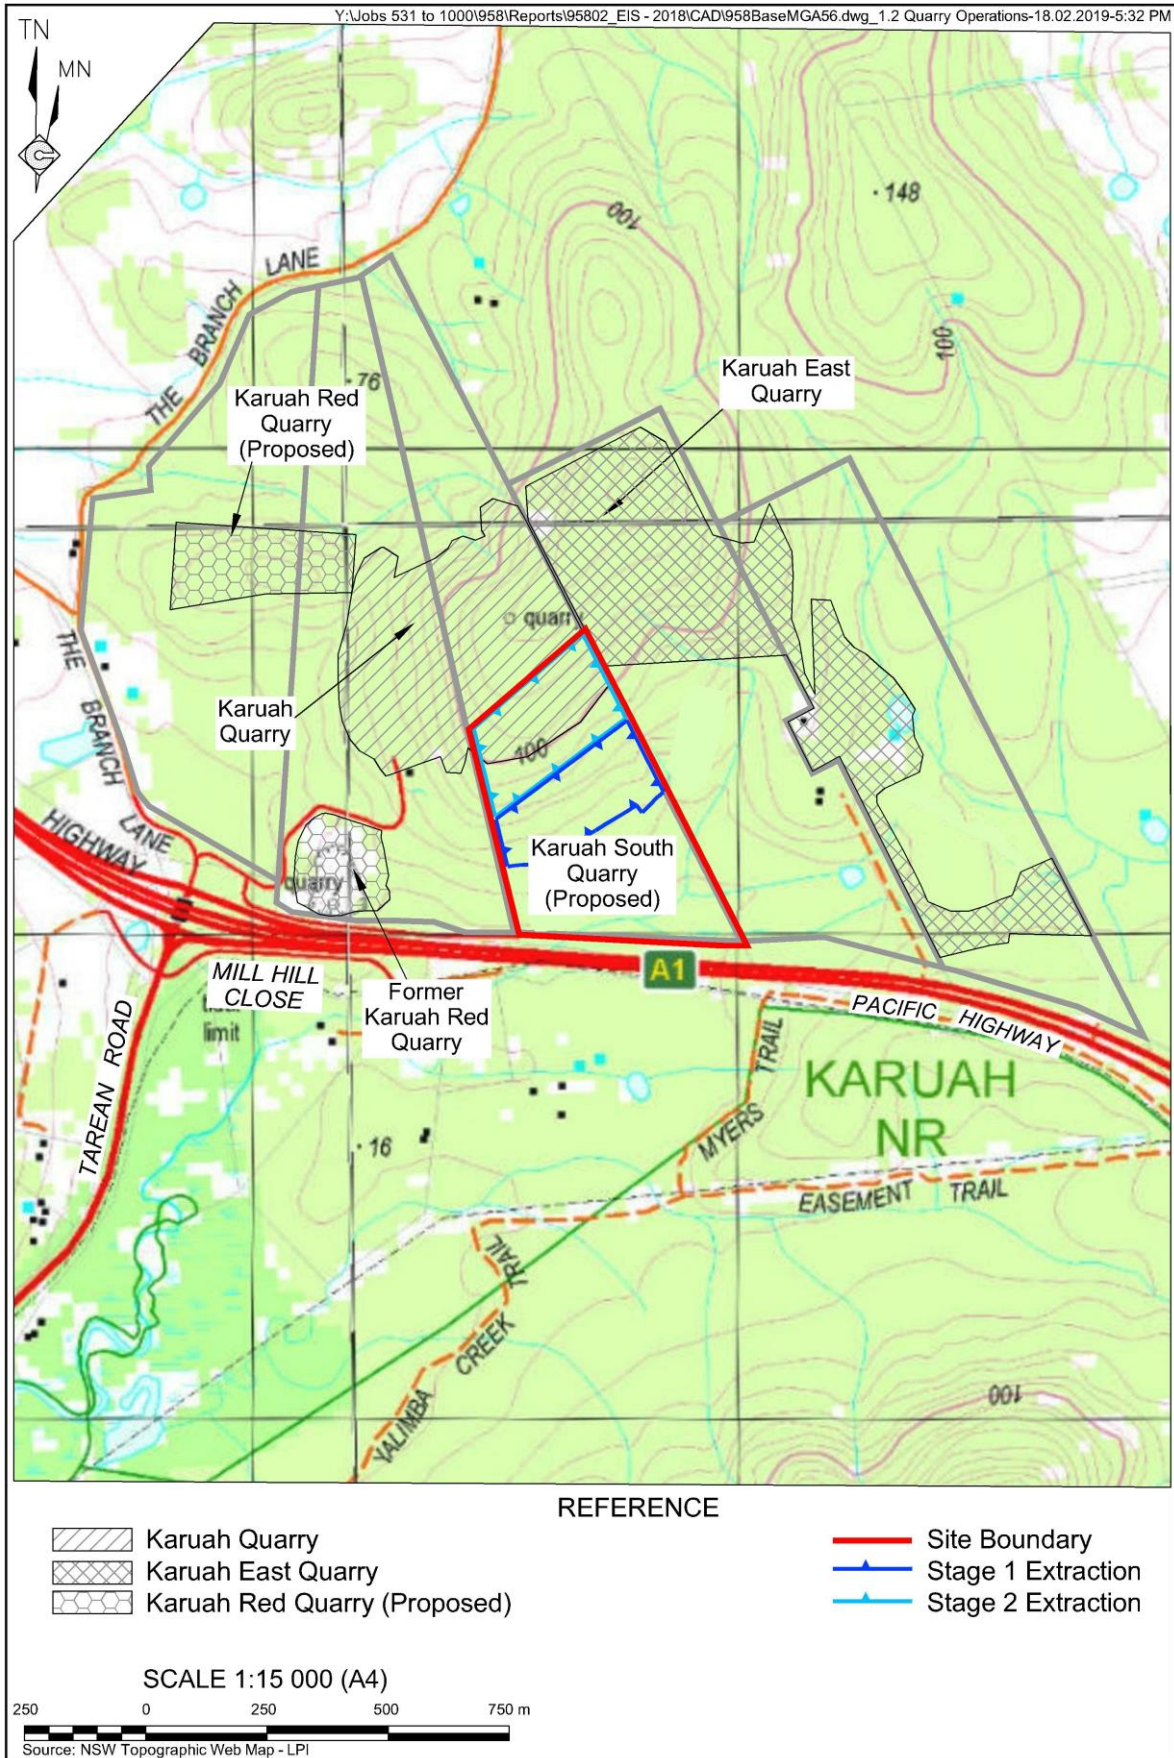 Y:\Jobs 531 to 1000\958\Reports\95802_EIS - 2018\CAD\958BaseMGA56.dwg_1.2 Quarry Operations-18.02.2019-5:32 PM
TN
MN
148
100
THE BRANCH LANE
100
Karuah East
Quarry
76
Karuah Red
Quarry
(Proposed)
quarry
THE BRANCH LANE
Karuah
Quarry
100
HIGHWAY
Karuah South
Quarry
(Proposed)
quarry
A1
MILL HILL
CLOSE
Former
Karuah Red
Quarry
limit
PACIFIC HIGHWAY
TAREAN ROAD
MYERS TRAIL
KARUAH
NR
16
EASEMENT TRAIL
YALIMBA CREEK TRAIL
100
REFERENCE
Karuah Quarry
Karuah East Quarry
Karuah Red Quarry (Proposed)
Site Boundary
Stage 1 Extraction
Stage 2 Extraction
SCALE 1:15 000 (A4)
250 0 250 500 750 m
Source: NSW Topographic Web Map - LPI